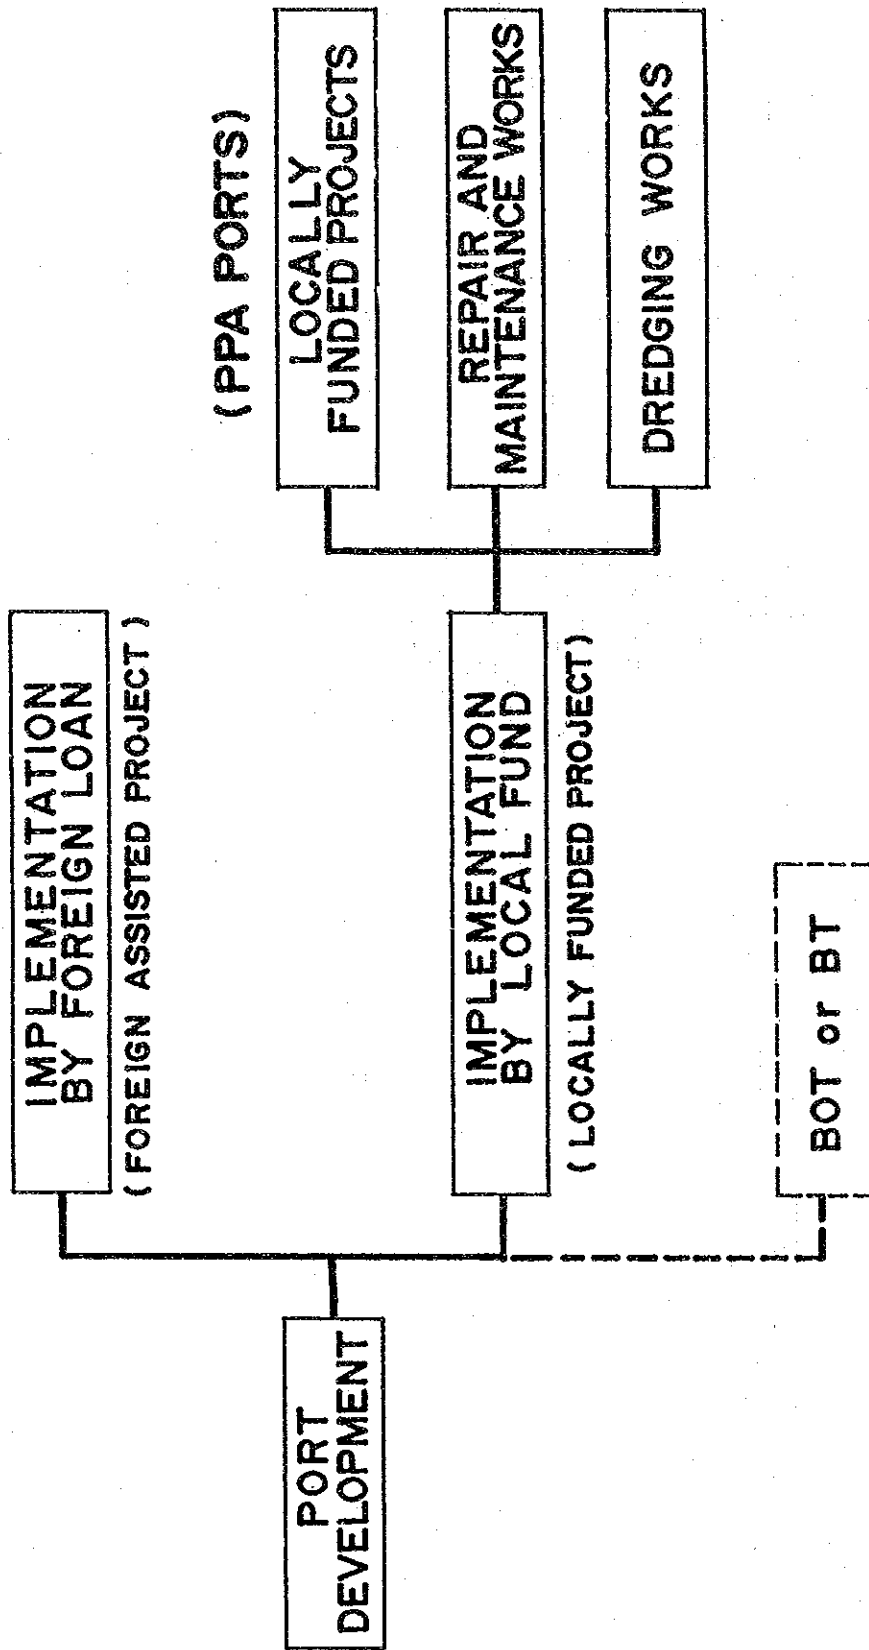 PORT
DEVELOPMENT
IMPLEMENTATION
BY FOREIGN LOAN
(FOREIGN ASSISTED PROJECT)
IMPLEMENTATION
BY LOCAL FUND
(LOCALLY FUNDED PROJECT)
BOT or BT
(PPA PORTS)
LOCALLY
FUNDED PROJECTS
REPAIR AND
MAINTENANCE WORKS
DREDGING WORKS